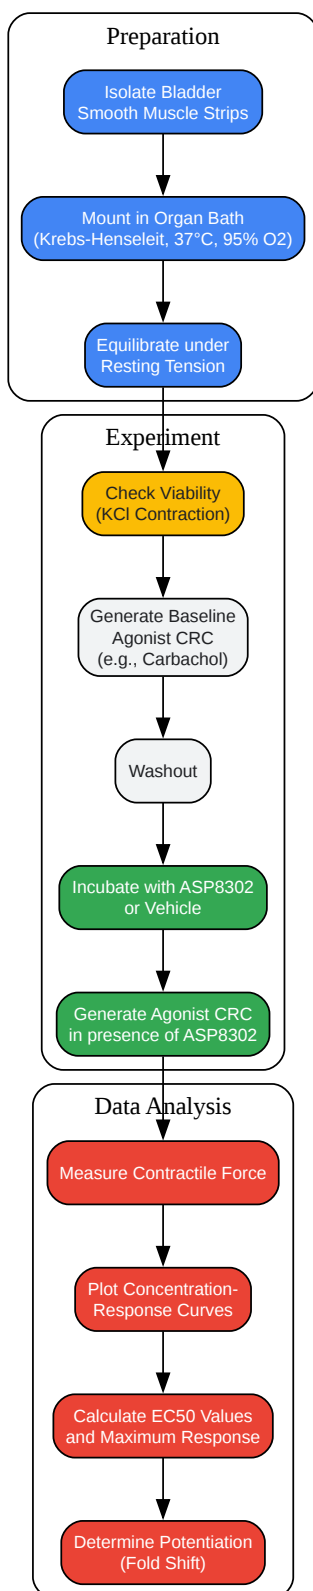 Preparation
Isolate Bladder
Smooth Muscle Strips
Mount in Organ Bath
(Krebs-Henseleit, 37°C, 95% O2)
Equilibrate under
Resting Tension
Experiment
Check Viability
(KCl Contraction)
Generate Baseline
Agonist CRC
(e.g., Carbachol)
Washout
Incubate with ASP8302
or Vehicle
Generate Agonist CRC
in presence of ASP8302
Data Analysis
Measure Contractile Force
Plot Concentration-
Response Curves
Calculate EC50 Values
and Maximum Response
Determine Potentiation
(Fold Shift)